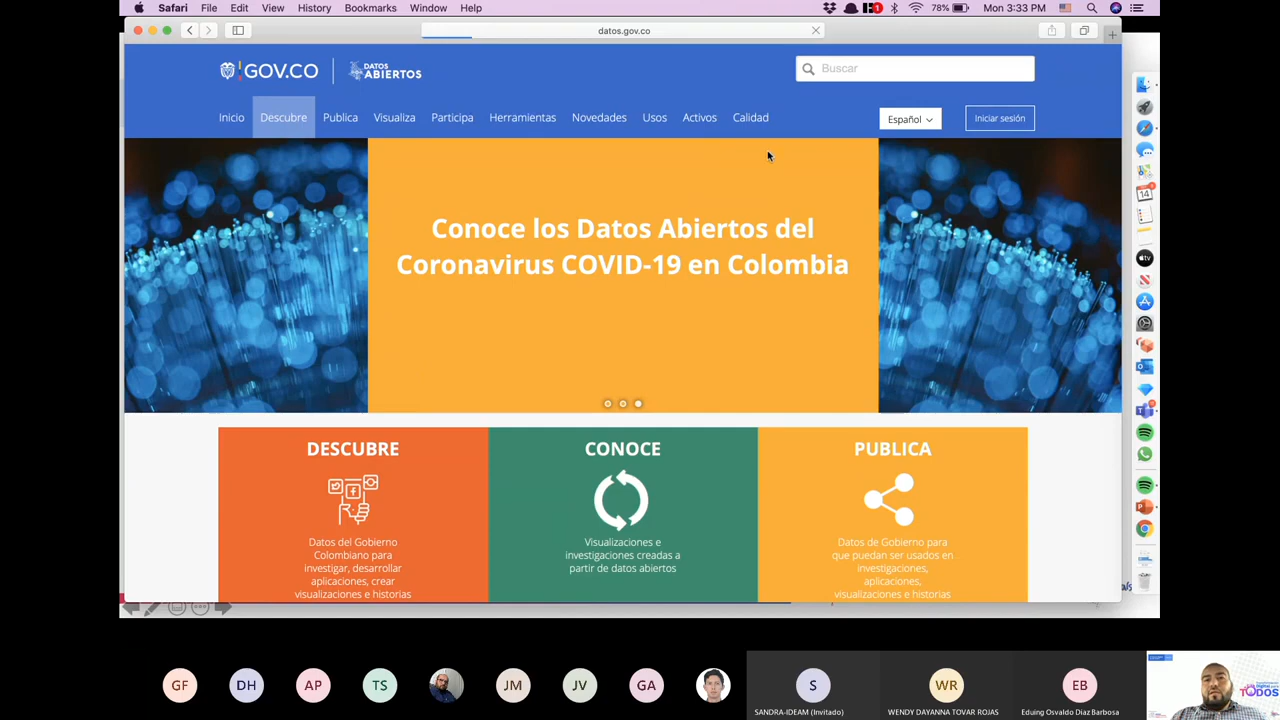 Safari File Edit View History Bookmarks Window Help
1 78% Mon 3:33 PM
datos.gov.co
GOV.CO DATOS ABIERTOS
Buscar
Inicio Descubre Publica Visualiza Participa Herramientas Novedades Usos Activos Calidad
Español
Iniciar sesión
Conoce los Datos Abiertos del
Coronavirus COVID-19 en Colombia
DESCUBRE
Datos del Gobierno
Colombiano para
investigar, desarrollar
aplicaciones, crear
visualizaciones e historias
CONOCE
Visualizaciones e
investigaciones creadas a
partir de datos abiertos
PUBLICA
Datos de Gobierno para
que puedan ser usados en
investigaciones,
aplicaciones,
visualizaciones e historias
14
tv
GF DH AP TS JM JV GA S WR EB
SANDRA-IDEAM (Invitado) WENDY DAYANNA TOVAR ROJAS Eduing Osvaldo Diaz Barbosa
TODOS